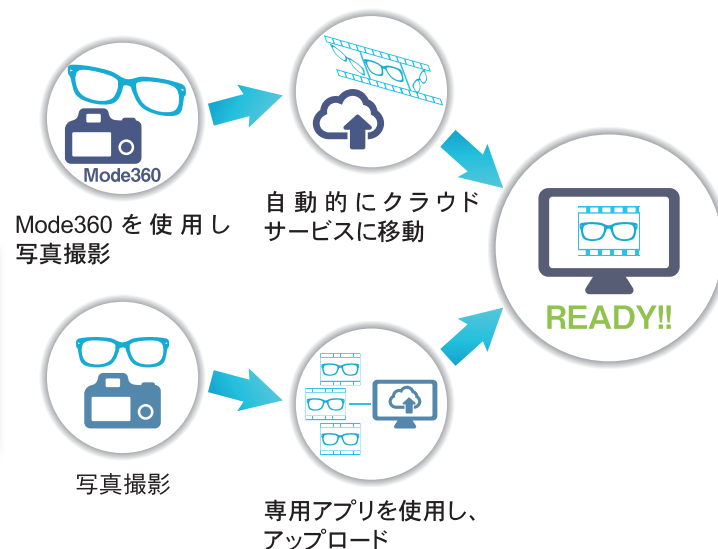 Mode360
Mode360 を使用し
写真撮影
自動的にクラウド
サービスに移動
READY!!
写真撮影
専用アプリを使用し、
アップロード